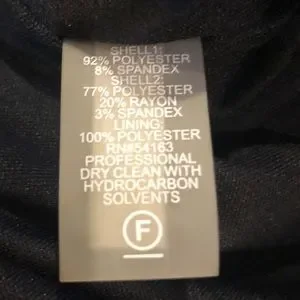 SHELL1:
92% POLYESTER
8% SPANDEX
SHELL2:
77% POLYESTER
20% RAYON
3% SPANDEX
LINING:
100% POLYESTER
RN#54163
PROFESSIONAL
DRY CLEAN WITH
HYDROCARBON
SOLVENTS
F